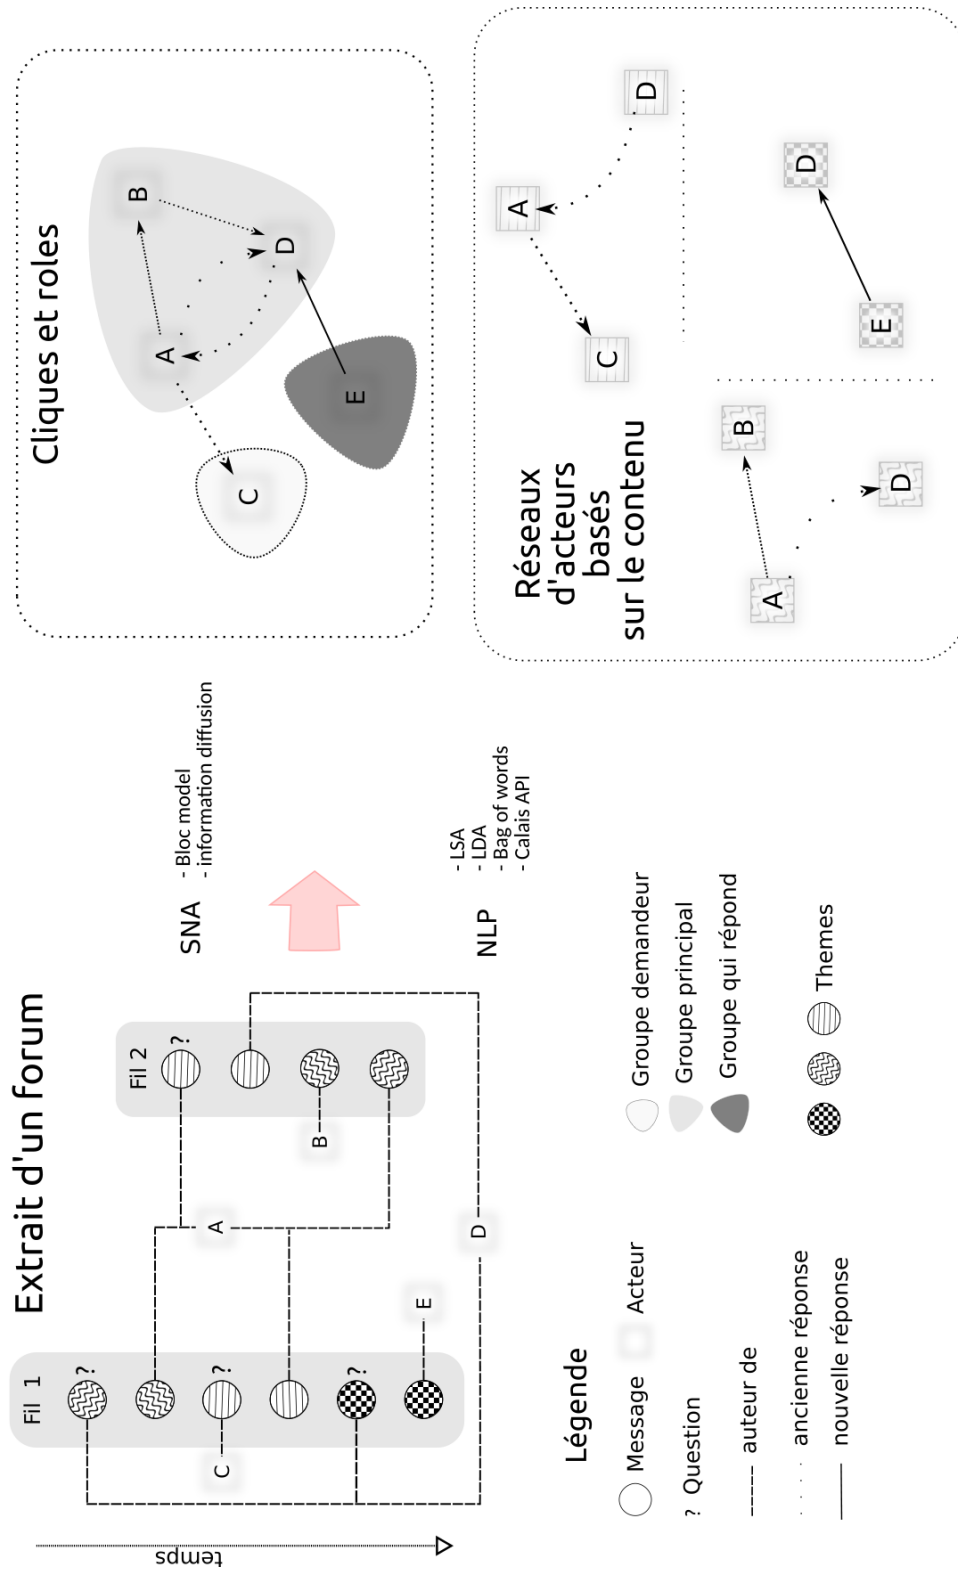 Extrait d'un forum
Fil 1
?
?
?
C
E
A
D
Fil 2
?
B
temps
SNA
- Bloc model
- information diffusion
NLP
- LSA
- LDA
- Bag of words
- Calais API
Cliques et roles
A
B
C
D
E
Réseaux
d'acteurs
basés
sur le contenu
A
C
D
A
B
D
E
D
Légende
Message
Acteur
? Question
auteur de
ancienne réponse
nouvelle réponse
Groupe demandeur
Groupe principal
Groupe qui répond
Themes